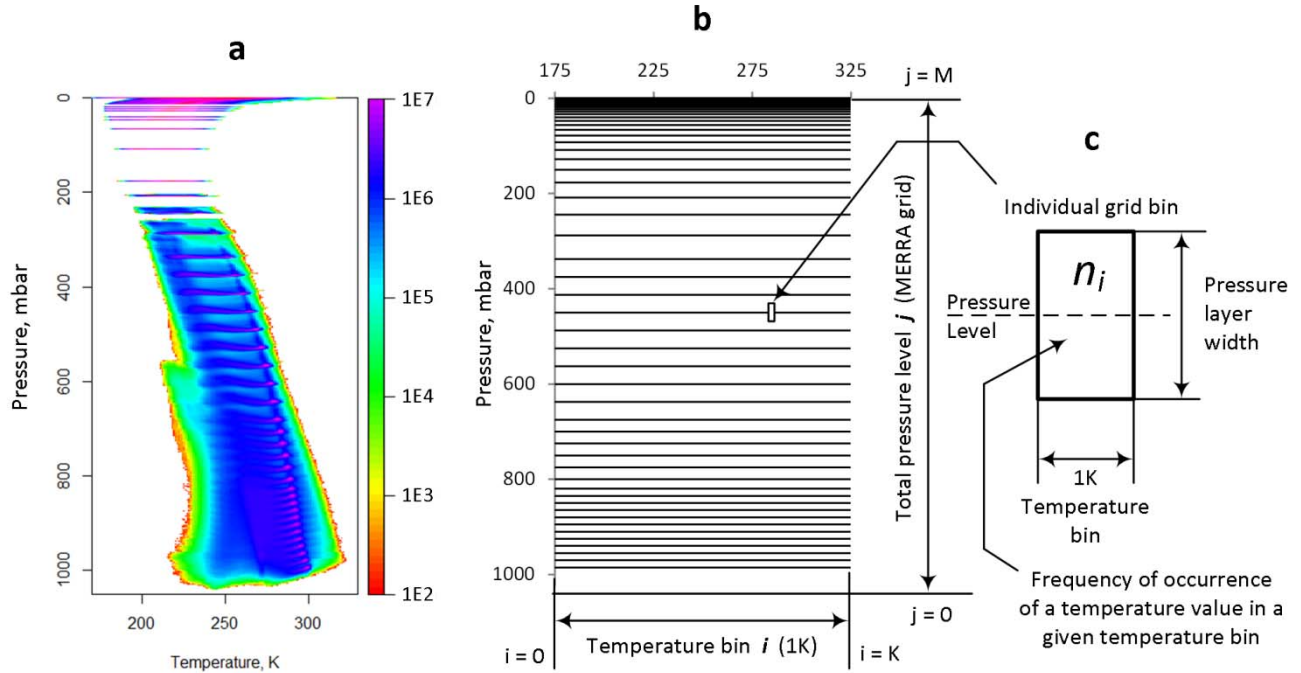 a
0
200
400
600
800
1000
Pressure, mbar
200
250
300
Temperature, K
1E7
1E6
1E5
1E4
1E3
1E2
b
175
225
275
325
0
200
400
600
800
1000
Pressure, mbar
j = M
Total pressure level j (MERRA grid)
j = 0
i = 0
Temperature bin i (1K)
i = K
c
Individual grid bin
n_i
Pressure
Level
Pressure
layer
width
1K
Temperature
bin
Frequency of occurrence
of a temperature value in a
given temperature bin